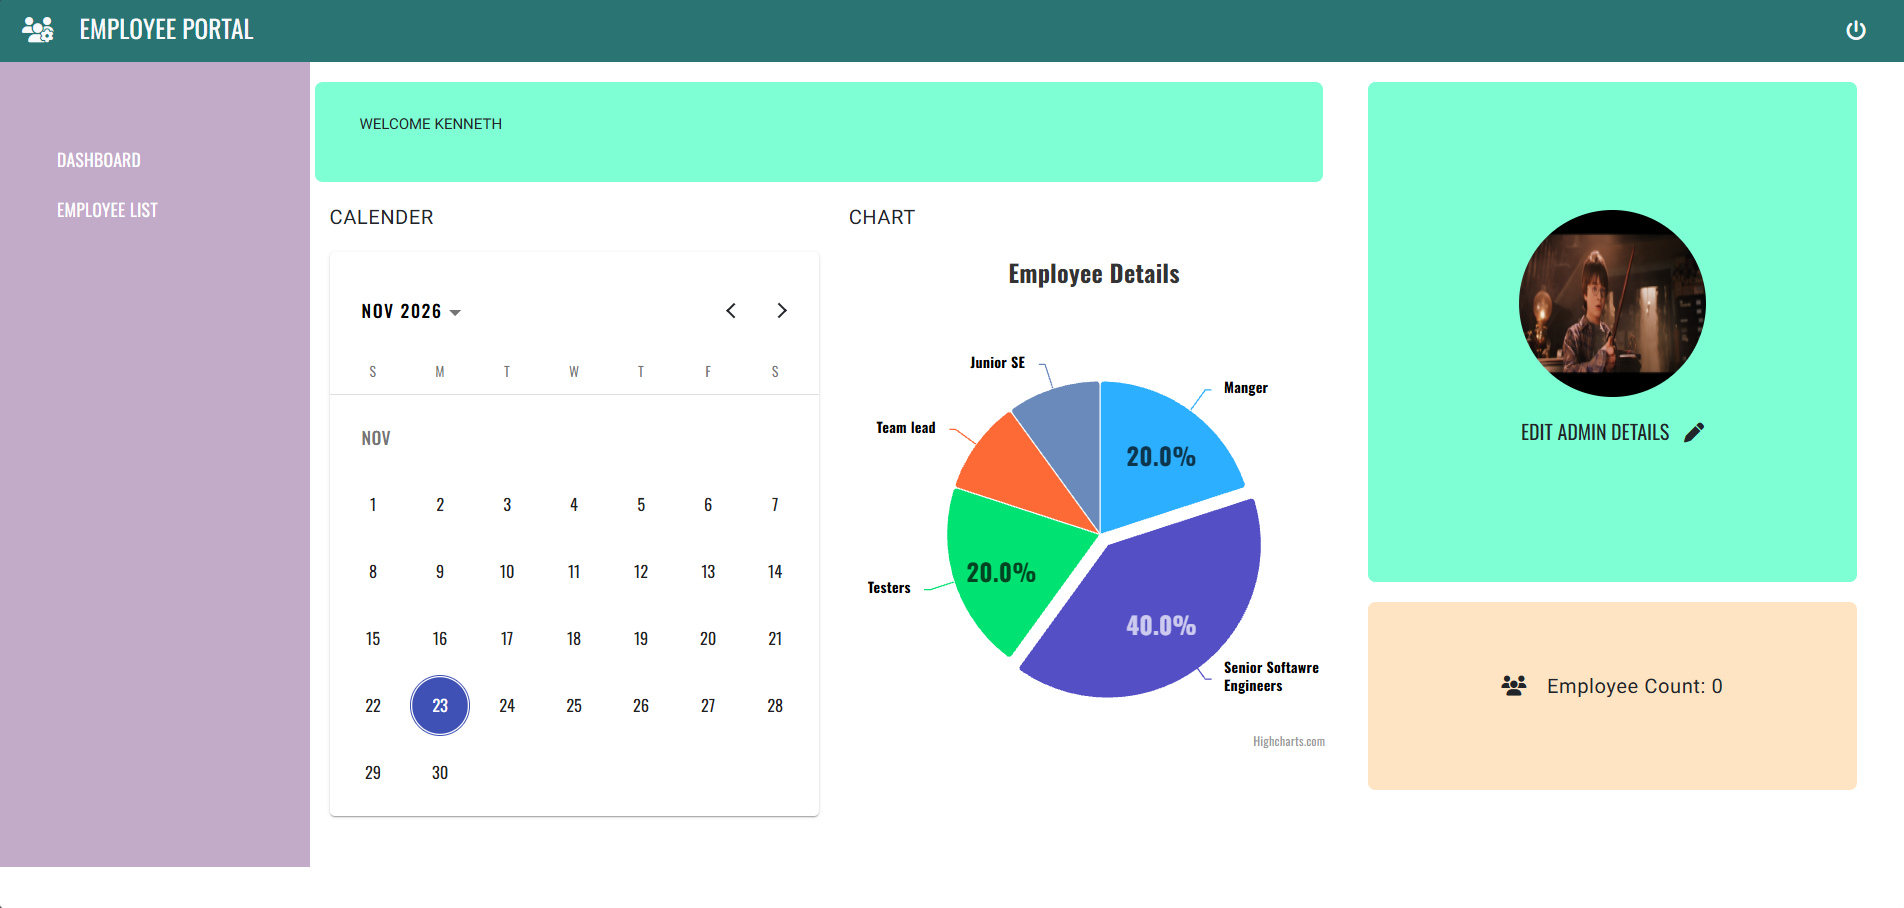 EMPLOYEE PORTAL
DASHBOARD
EMPLOYEE LIST
WELCOME KENNETH
CALENDER
NOV 2026
S M T W T F S
NOV
1 2 3 4 5 6 7
8 9 10 11 12 13 14
15 16 17 18 19 20 21
22 23 24 25 26 27 28
29 30
CHART
Employee Details
Junior SE
Manger
Team lead
20.0%
20.0%
Testers
40.0%
Senior Softawre
Engineers
Highcharts.com
EDIT ADMIN DETAILS
Employee Count: 0